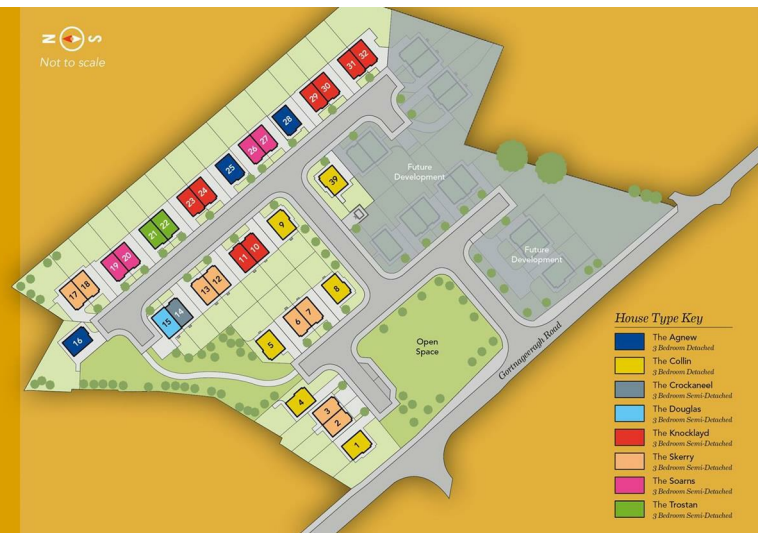 N S
Not to scale
31 32
29 30
28
26 27
25
23 24
21 22
19 20
17 18
16
39
9
11 10
13 12
15 14
8
6 7
5
4
3
2
1
Future
Development
Future
Development
Open
Space
Gortnageeragh Road
House Type Key
The Agnew
3 Bedroom Detached
The Collin
3 Bedroom Detached
The Crockaneel
3 Bedroom Semi-Detached
The Douglas
3 Bedroom Semi-Detached
The Knocklayd
3 Bedroom Semi-Detached
The Skerry
3 Bedroom Semi-Detached
The Soarns
3 Bedroom Semi-Detached
The Trostan
3 Bedroom Semi-Detached